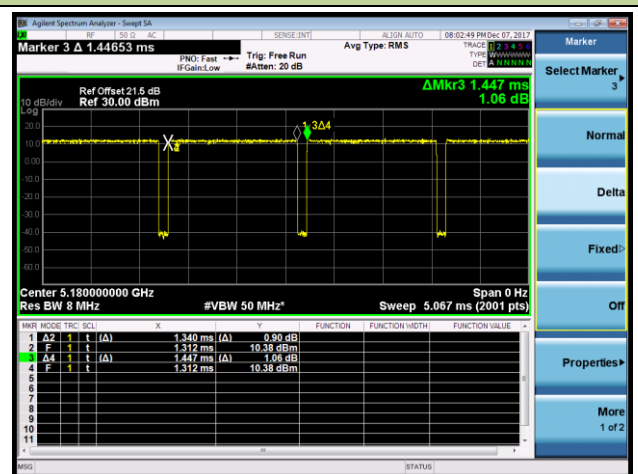 Agilent Spectrum Analyzer - Swept SA
RF 50 Ω AC SENSE:INT ALIGN AUTO 08:02:49 PM Dec 07, 2017
Marker 3 Δ 1.44653 ms
PNO: Fast
IFGain:Low
Trig: Free Run
#Atten: 20 dB
Avg Type: RMS
TRACE 1 2 3 4 5 6
TYPE W
DET A N N N N N
Ref Offset 21.5 dB
10 dB/div Ref 30.00 dBm
Log
ΔMkr3 1.447 ms
1.06 dB
20.0
10.0
0.00
-10.0
-20.0
-30.0
-40.0
-50.0
-60.0
3Δ4
Center 5.180000000 GHz Span 0 Hz
Res BW 8 MHz #VBW 50 MHz* Sweep 5.067 ms (2001 pts)
MKR MODE TRC SCL X Y FUNCTION FUNCTION WIDTH FUNCTION VALUE
1 Δ2 1 t (Δ) 1.340 ms (Δ) 0.90 dB
2 F 1 t 1.312 ms 10.38 dBm
3 Δ4 1 t (Δ) 1.447 ms (Δ) 1.06 dB
4 F 1 t 1.312 ms 10.38 dBm
5
6
7
8
9
10
11
MSG STATUS
Marker
Select Marker
3
Normal
Delta
Fixed
Off
Properties
More
1 of 2